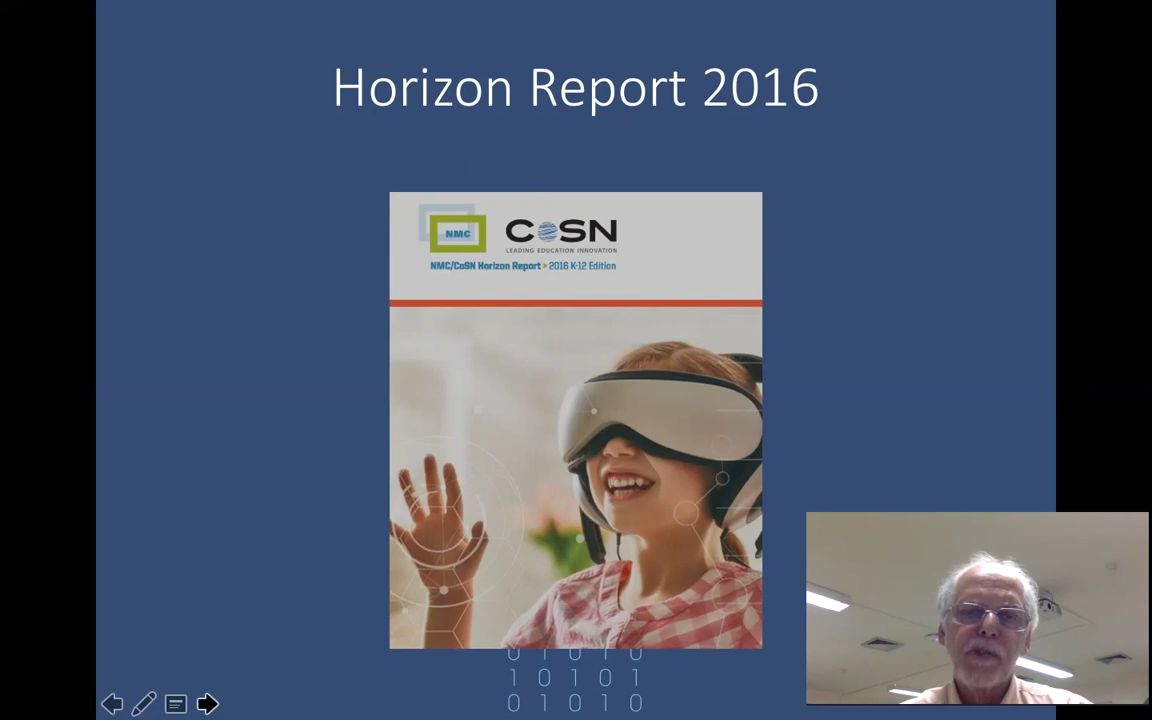 Horizon Report 2016
NMC
CoSN
LEADING EDUCATION INNOVATION
NMC/CoSN Horizon Report > 2016 K-12 Edition
0 1 0 1 0
1 0 1 0 1
0 1 0 1 0